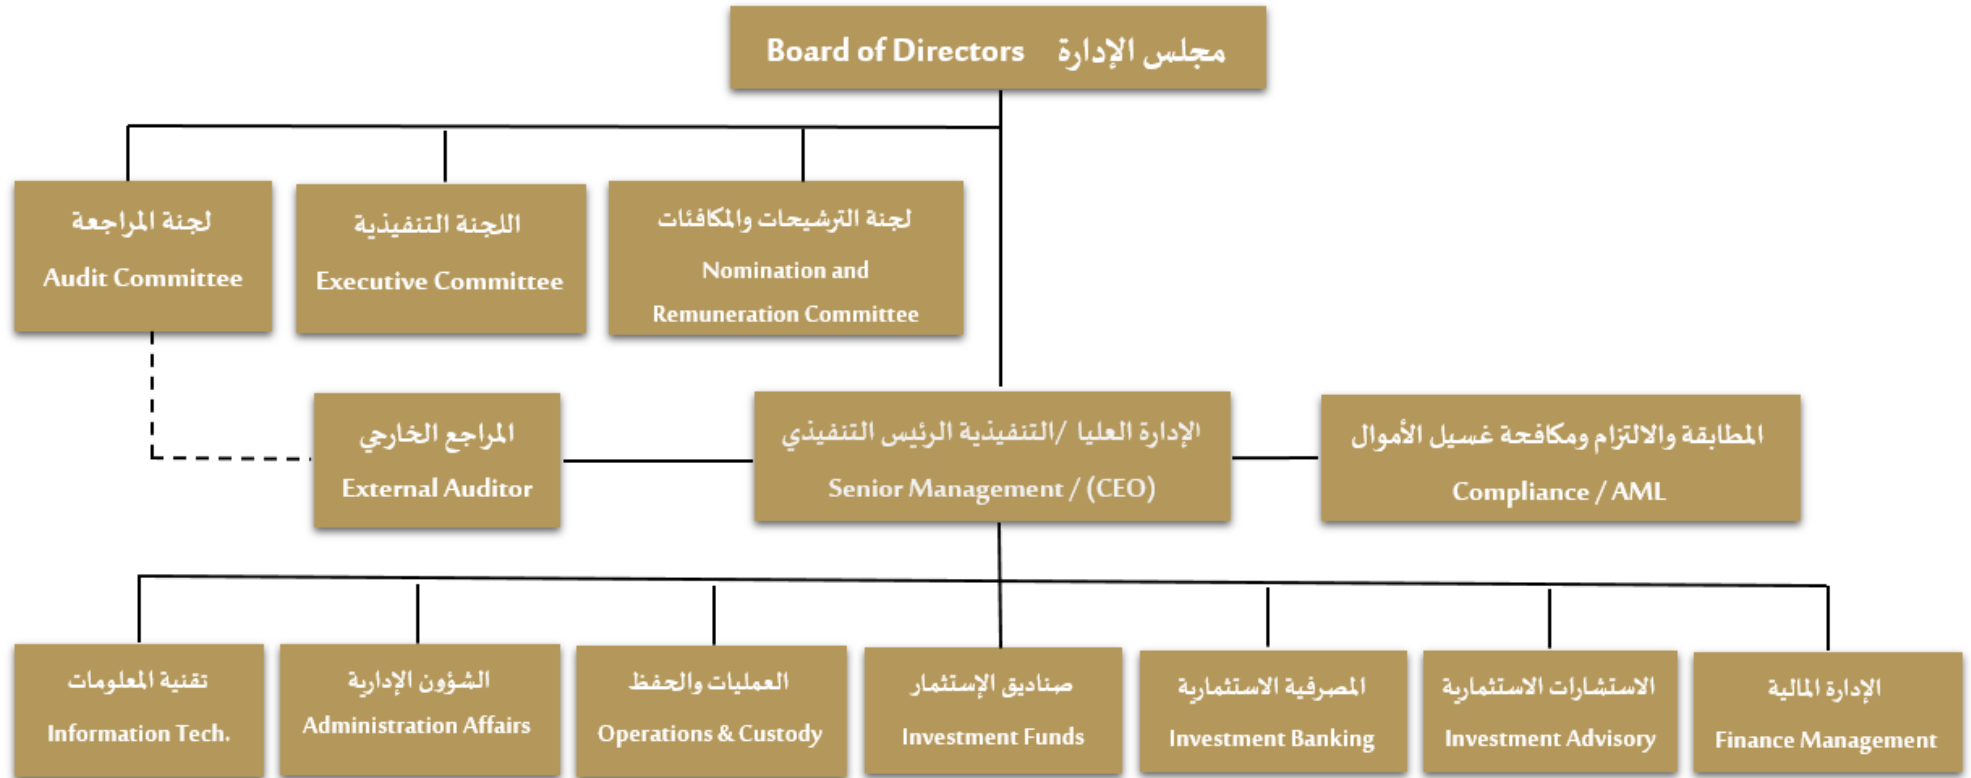 Board of Directors مجلس الإدارة
لجنة المراجعة
Audit Committee
اللجنة التنفيذية
Executive Committee
لجنة الترشيحات والمكافئات
Nomination and
Remuneration Committee
المراجع الخارجي
External Auditor
الإدارة العليا /التنفيذية الرئيس التنفيذي
Senior Management / (CEO)
المطابقة والالتزام ومكافحة غسيل الأموال
Compliance / AML
تقنية المعلومات
Information Tech.
الشؤون الإدارية
Administration Affairs
العمليات والحفظ
Operations & Custody
صناديق الإستثمار
Investment Funds
المصرفية الاستثمارية
Investment Banking
الاستشارات الاستثمارية
Investment Advisory
الإدارة المالية
Finance Management